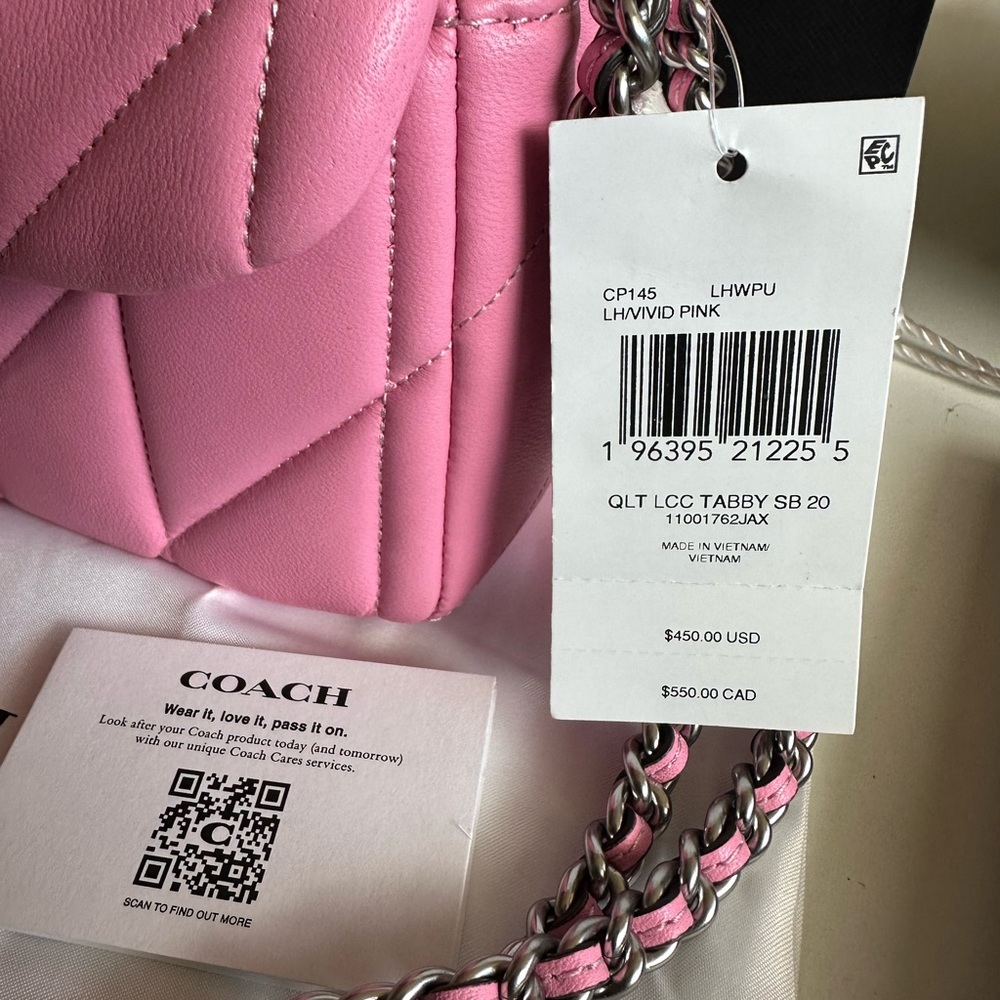 EPC™
CP145 LHWPU
LH/VIVID PINK
1 96395 21225 5
QLT LCC TABBY SB 20
11001762JAX
MADE IN VIETNAM/
VIETNAM
$450.00 USD
$550.00 CAD
COACH
Wear it, love it, pass it on.
Look after your Coach product today (and tomorrow)
with our unique Coach Cares services.
C
SCAN TO FIND OUT MORE